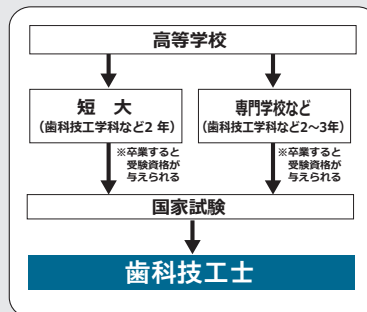 高等学校
短 大
（歯科技工学科など2 年）
専門学校など
（歯科技工学科など2〜3年）
※卒業すると
受験資格が
与えられる
※卒業すると
受験資格が
与えられる
国家試験
歯科技工士